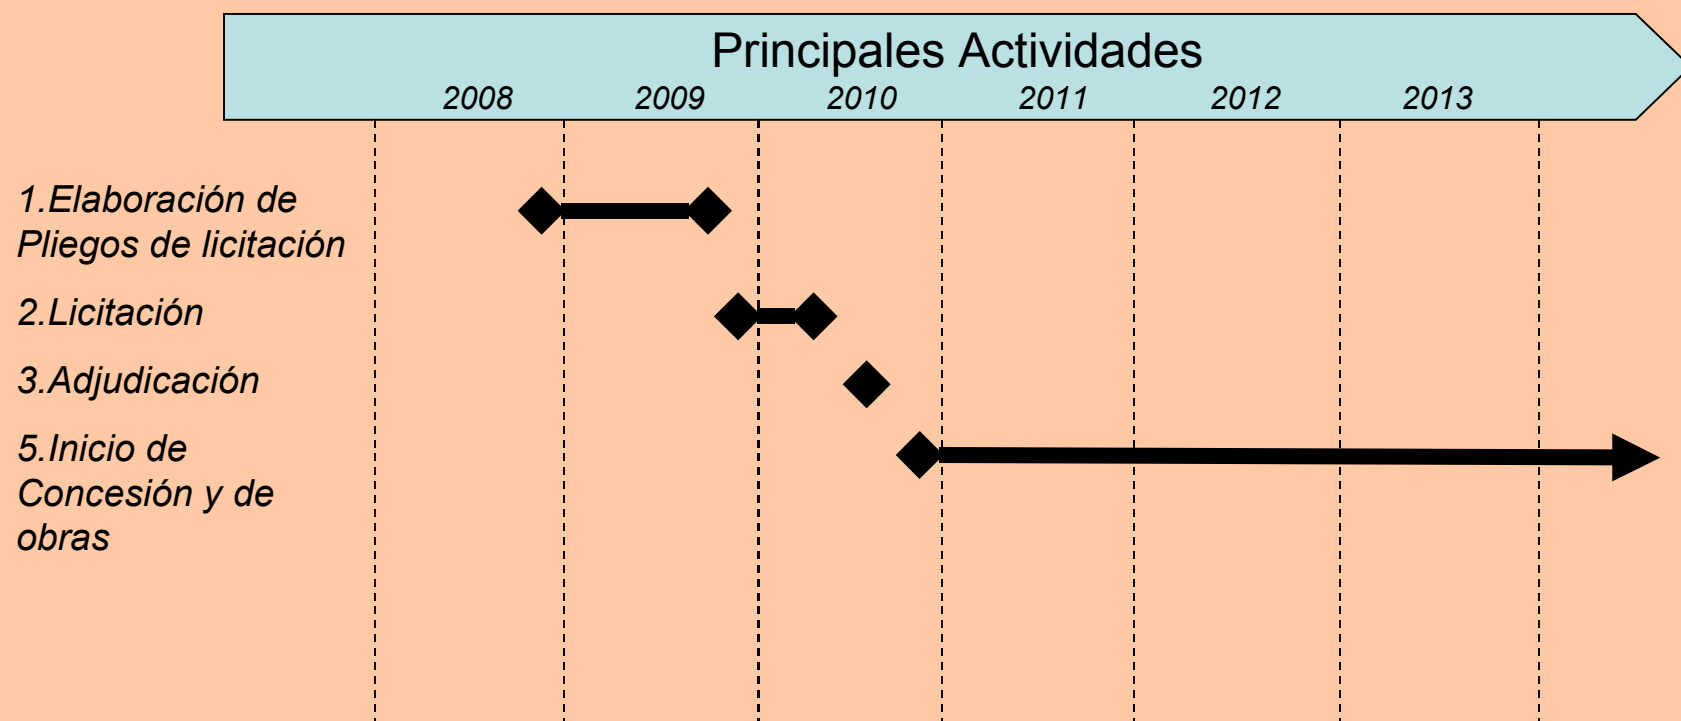 Principales Actividades
2008 2009 2010 2011 2012 2013
1.Elaboración de
Pliegos de licitación
2.Licitación
3.Adjudicación
5.Inicio de
Concesión y de
obras